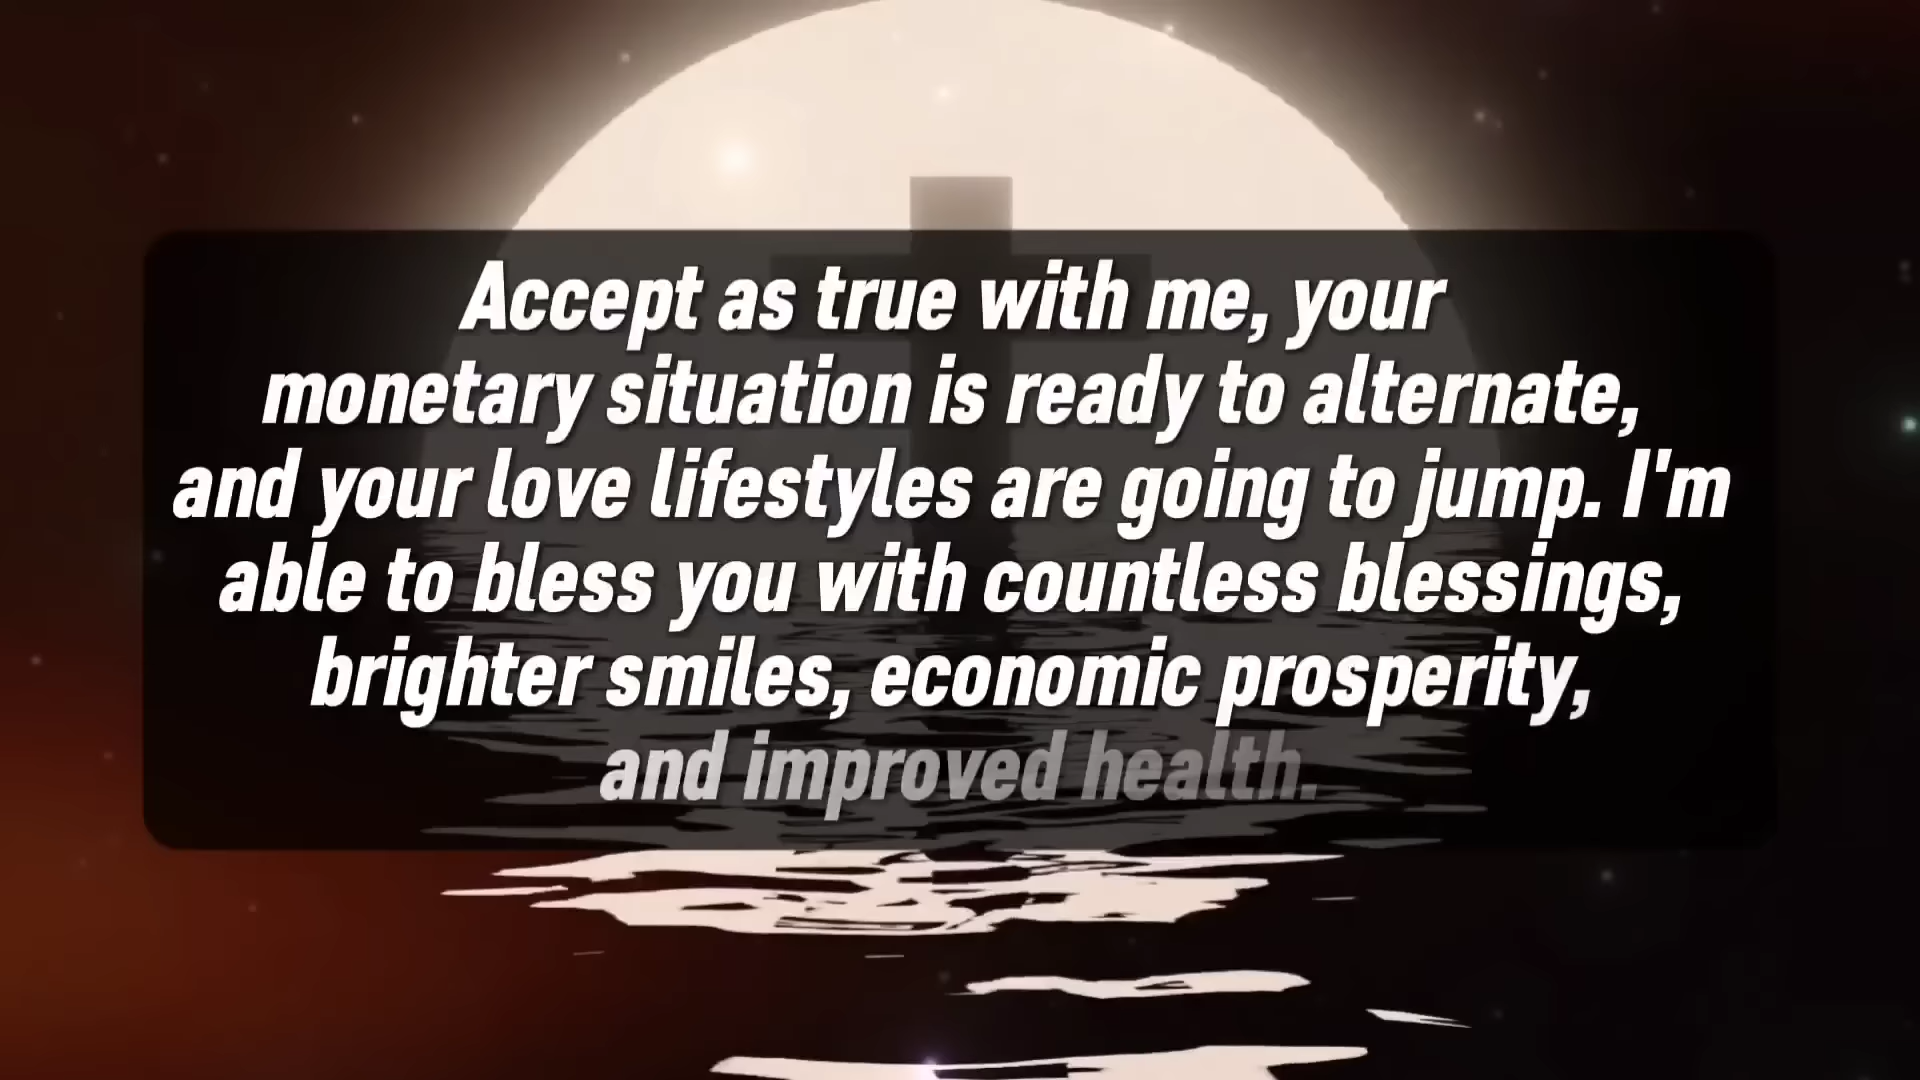 Accept as true with me, your
monetary situation is ready to alternate,
and your love lifestyles are going to jump. I'm
able to bless you with countless blessings,
brighter smiles, economic prosperity,
and improved health.